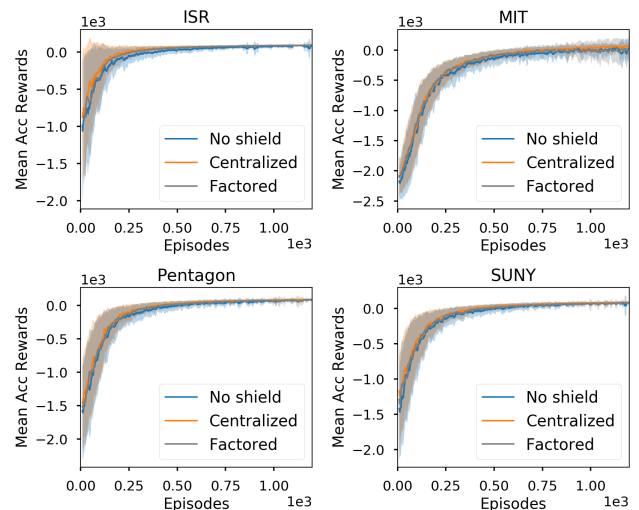 ISR
1e3
Mean Acc Rewards
0.0
−0.5
−1.0
−1.5
−2.0
No shield
Centralized
Factored
0.00 0.25 0.50 0.75 1.00
Episodes
1e3
MIT
1e3
Mean Acc Rewards
0.0
−0.5
−1.0
−1.5
−2.0
−2.5
No shield
Centralized
Factored
0.00 0.25 0.50 0.75 1.00
Episodes
1e3
Pentagon
1e3
Mean Acc Rewards
0.0
−0.5
−1.0
−1.5
−2.0
No shield
Centralized
Factored
0.00 0.25 0.50 0.75 1.00
Episodes
1e3
SUNY
1e3
Mean Acc Rewards
0.0
−0.5
−1.0
−1.5
−2.0
No shield
Centralized
Factored
0.00 0.25 0.50 0.75 1.00
Episodes
1e3